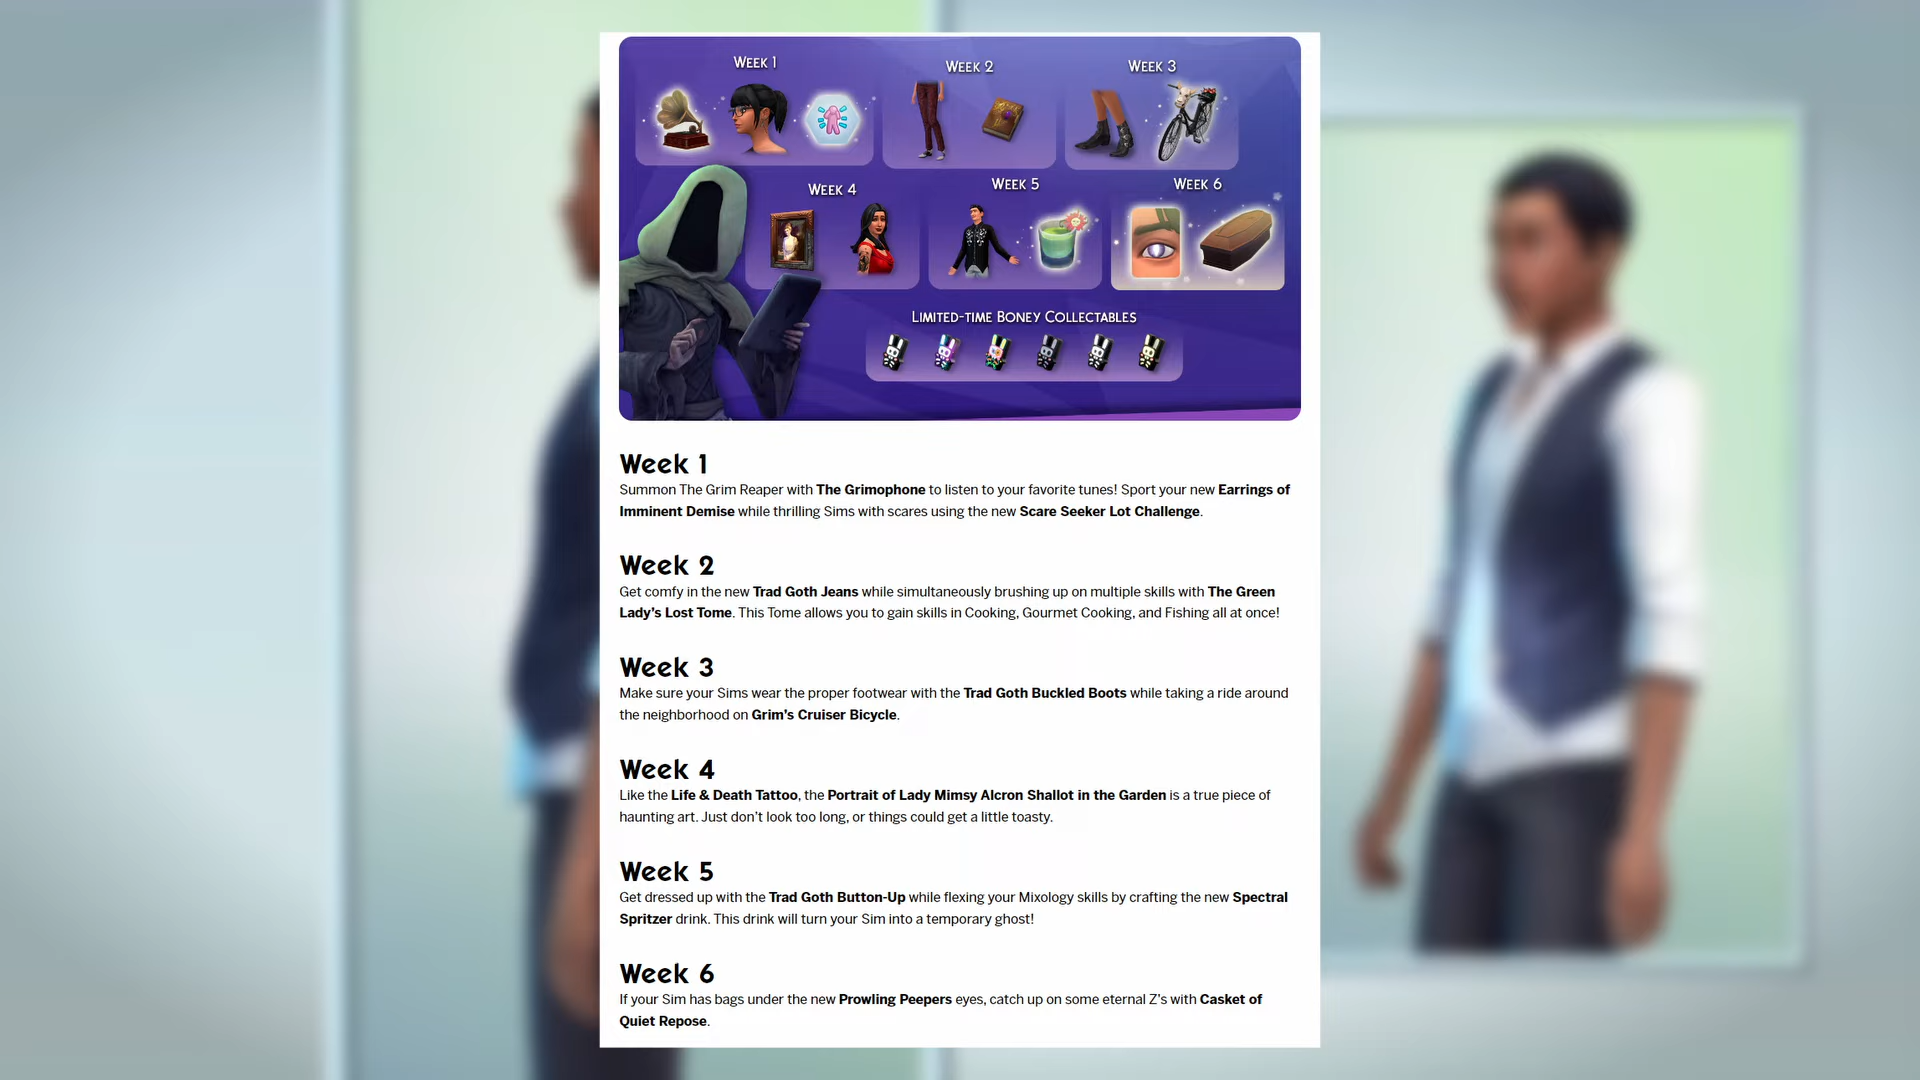 Week 1
Week 2
Week 3
Week 4
Week 5
Week 6
Limited-time Boney Collectables
Week 1
Summon The Grim Reaper with The Grimophone to listen to your favorite tunes! Sport your new Earrings of
Imminent Demise while thrilling Sims with scares using the new Scare Seeker Lot Challenge.
Week 2
Get comfy in the new Trad Goth Jeans while simultaneously brushing up on multiple skills with The Green
Lady's Lost Tome. This Tome allows you to gain skills in Cooking, Gourmet Cooking, and Fishing all at once!
Week 3
Make sure your Sims wear the proper footwear with the Trad Goth Buckled Boots while taking a ride around
the neighborhood on Grim's Cruiser Bicycle.
Week 4
Like the Life & Death Tattoo, the Portrait of Lady Mimsy Alcron Shallot in the Garden is a true piece of
haunting art. Just don't look too long, or things could get a little toasty.
Week 5
Get dressed up with the Trad Goth Button-Up while flexing your Mixology skills by crafting the new Spectral
Spritzer drink. This drink will turn your Sim into a temporary ghost!
Week 6
If your Sim has bags under the new Prowling Peepers eyes, catch up on some eternal Z's with Casket of
Quiet Repose.